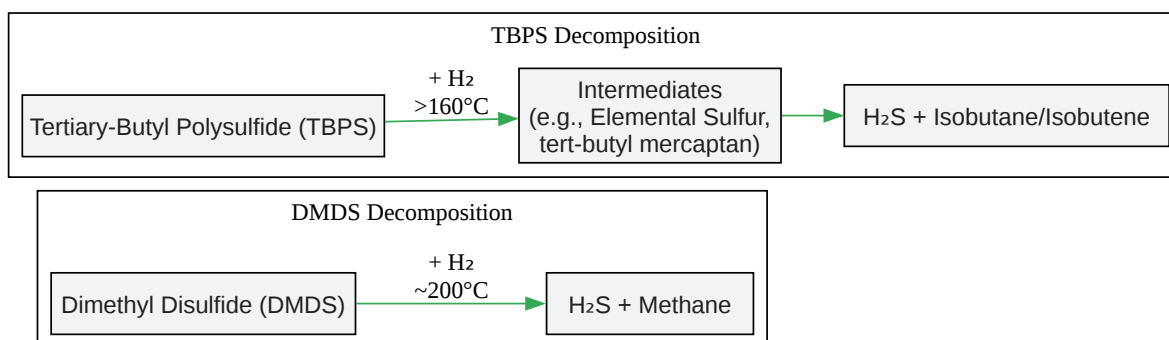 TBPS Decomposition
Tertiary-Butyl Polysulfide (TBPS)
+ H₂
>160°C
Intermediates
(e.g., Elemental Sulfur,
tert-butyl mercaptan)
H₂S + Isobutane/Isobutene
DMDS Decomposition
Dimethyl Disulfide (DMDS)
+ H₂
~200°C
H₂S + Methane